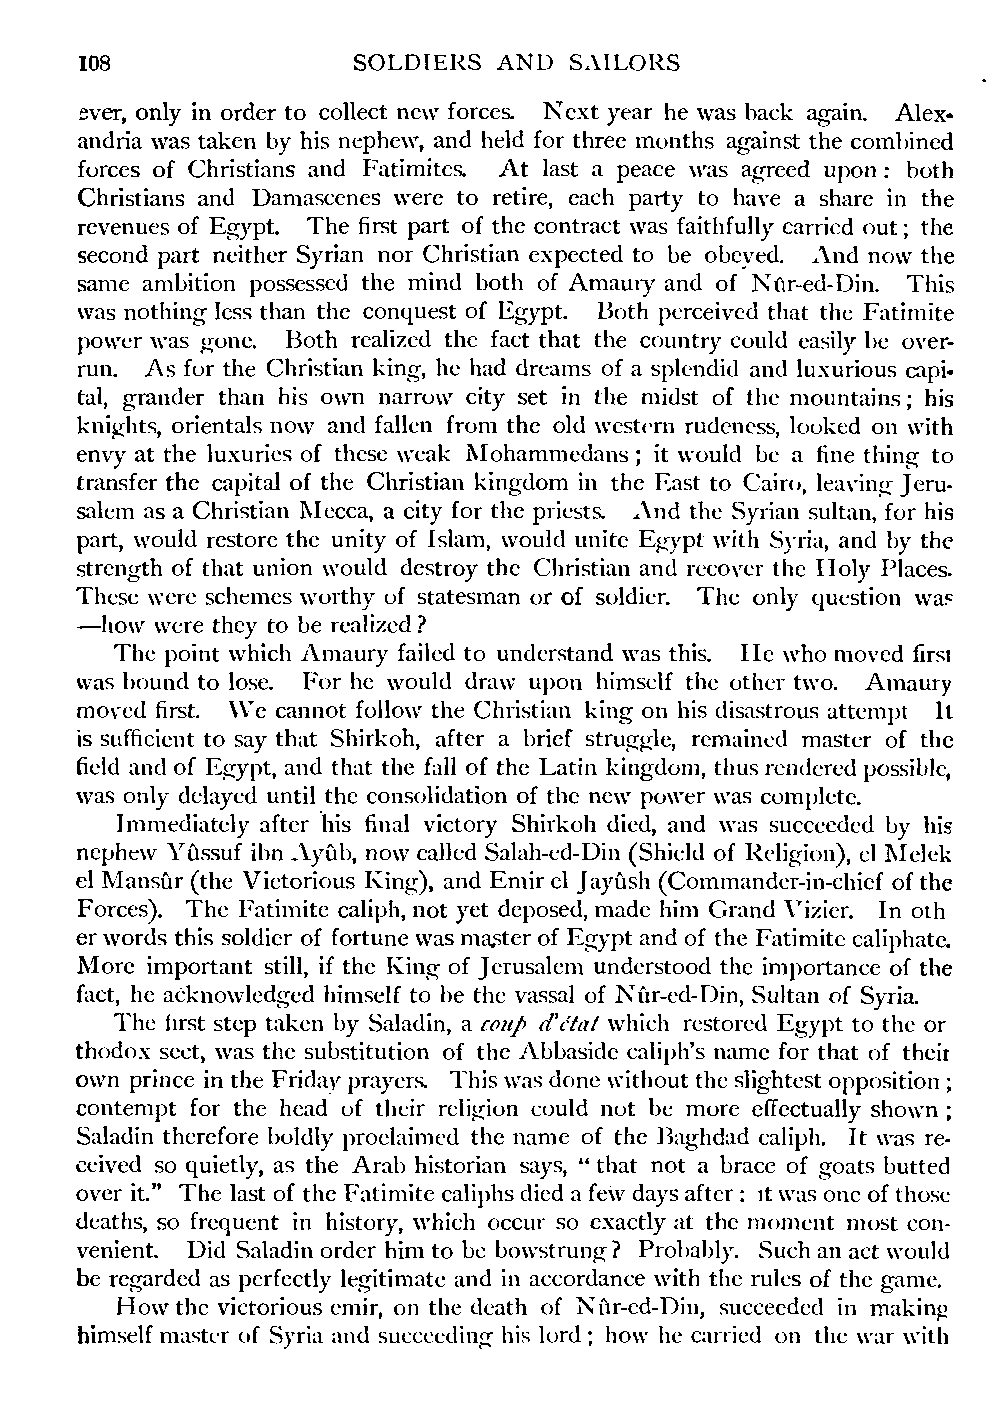 108 SOLDIERS AND SAILORS
ever, only in order to collect new forces. Next year he was back again. Alex-
andria was taken by his nephew, and held for three months against the combined
forces of Christians and Fatimites. At last a peace was agreed upon: both
Christians and Damascenes were to retire, each party to have a share in the
revenues of Egypt. The first part of the contract was faithfully carried out; the
second part neither Syrian nor Christian expected to be obeyed. And now the
same ambition possessed the mind both of Amaury and of Nûr-ed-Din. This
was nothing less than the conquest of Egypt. Both perceived that the Fatimite
power was gone. Both realized the fact that the country could easily be over-
run. As for the Christian king, he had dreams of a splendid and luxurious capi-
tal, grander than his own narrow city set in the midst of the mountains; his
knights, orientals now and fallen from the old western rudeness, looked on with
envy at the luxuries of these weak Mohammedans; it would be a fine thing to
transfer the capital of the Christian kingdom in the East to Cairo, leaving Jeru-
salem as a Christian Mecca, a city for the priests. And the Syrian sultan, for his
part, would restore the unity of Islam, would unite Egypt with Syria, and by the
strength of that union would destroy the Christian and recover the Holy Places.
These were schemes worthy of statesman or of soldier. The only question was
—how were they to be realized?
The point which Amaury failed to understand was this. He who moved first
was bound to lose. For he would draw upon himself the other two. Amaury
moved first. We cannot follow the Christian king on his disastrous attempt It
is sufficient to say that Shirkoh, after a brief struggle, remained master of the
field and of Egypt, and that the fall of the Latin kingdom, thus rendered possible,
was only delayed until the consolidation of the new power was complete.
Immediately after his final victory Shirkoh died, and was succeeded by his
nephew Yûssuf ibn Ayûb, now called Salah-ed-Din (Shield of Religion), el Melek
el Mansûr (the Victorious King), and Emir el Jayûsh (Commander-in-chief of the
Forces). The Fatimite caliph, not yet deposed, made him Grand Vizier. In oth
er words this soldier of fortune was master of Egypt and of the Fatimite caliphate.
More important still, if the King of Jerusalem understood the importance of the
fact, he acknowledged himself to be the vassal of Nûr-ed-Din, Sultan of Syria.
The first step taken by Saladin, a coup d'état which restored Egypt to the or
thodox sect, was the substitution of the Abbaside caliph's name for that of their
own prince in the Friday prayers. This was done without the slightest opposition;
contempt for the head of their religion could not be more effectually shown;
Saladin therefore boldly proclaimed the name of the Baghdad caliph. It was re-
ceived so quietly, as the Arab historian says, "that not a brace of goats butted
over it." The last of the Fatimite caliphs died a few days after: it was one of those
deaths, so frequent in history, which occur so exactly at the moment most con-
venient. Did Saladin order him to be bowstrung? Probably. Such an act would
be regarded as perfectly legitimate and in accordance with the rules of the game.
How the victorious emir, on the death of Nûr-ed-Din, succeeded in making
himself master of Syria and succeeding his lord; how he carried on the war with